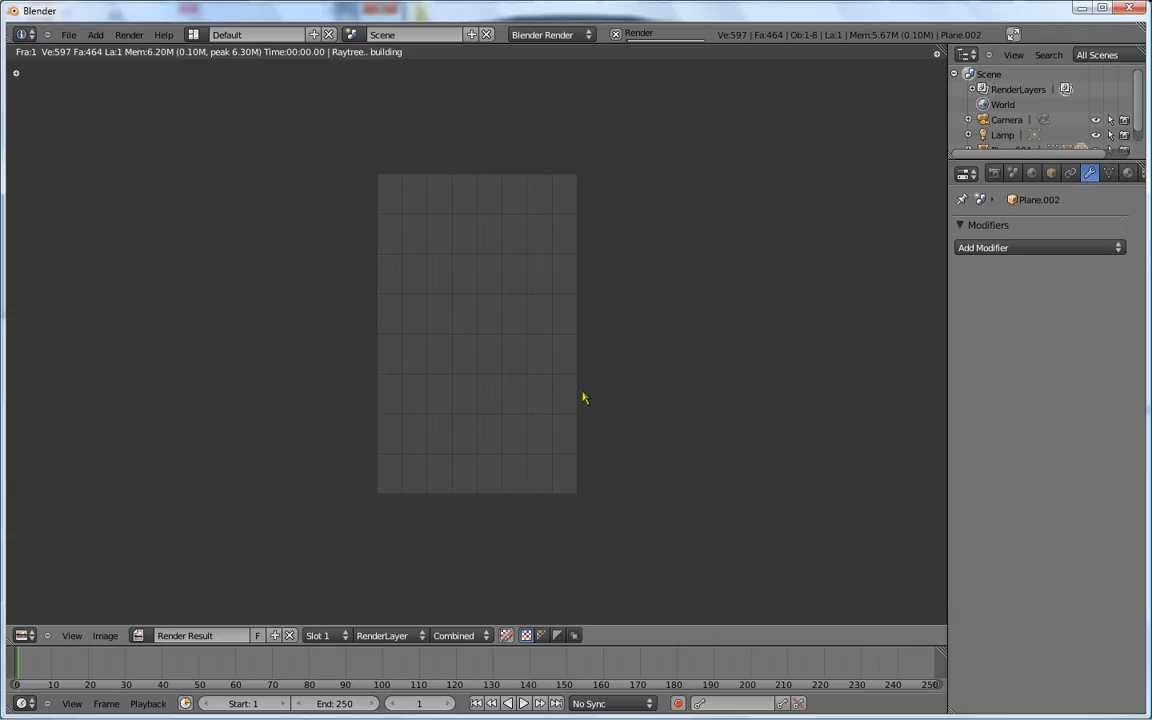 Blender
File Add Render Help Default Scene Blender Render Render Ve:597 | Fa:464 | Ob:1-8 | La:1 | Mem:5.67M (0.10M) | Plane.002
Fra:1 Ve:597 Fa:464 La:1 Mem:6.20M (0.10M, peak 6.30M) Time:00:00.00 | Raytree.. building
View Search All Scenes
Scene
RenderLayers |
World
Camera |
Lamp |
Plane.002
Modifiers
Add Modifier
View Image Render Result F Slot 1 RenderLayer Combined
0 10 20 30 40 50 60 70 80 90 100 110 120 130 140 150 160 170 180 190 200 210 220 230 240 250
View Frame Playback Start: 1 End: 250 1 No Sync